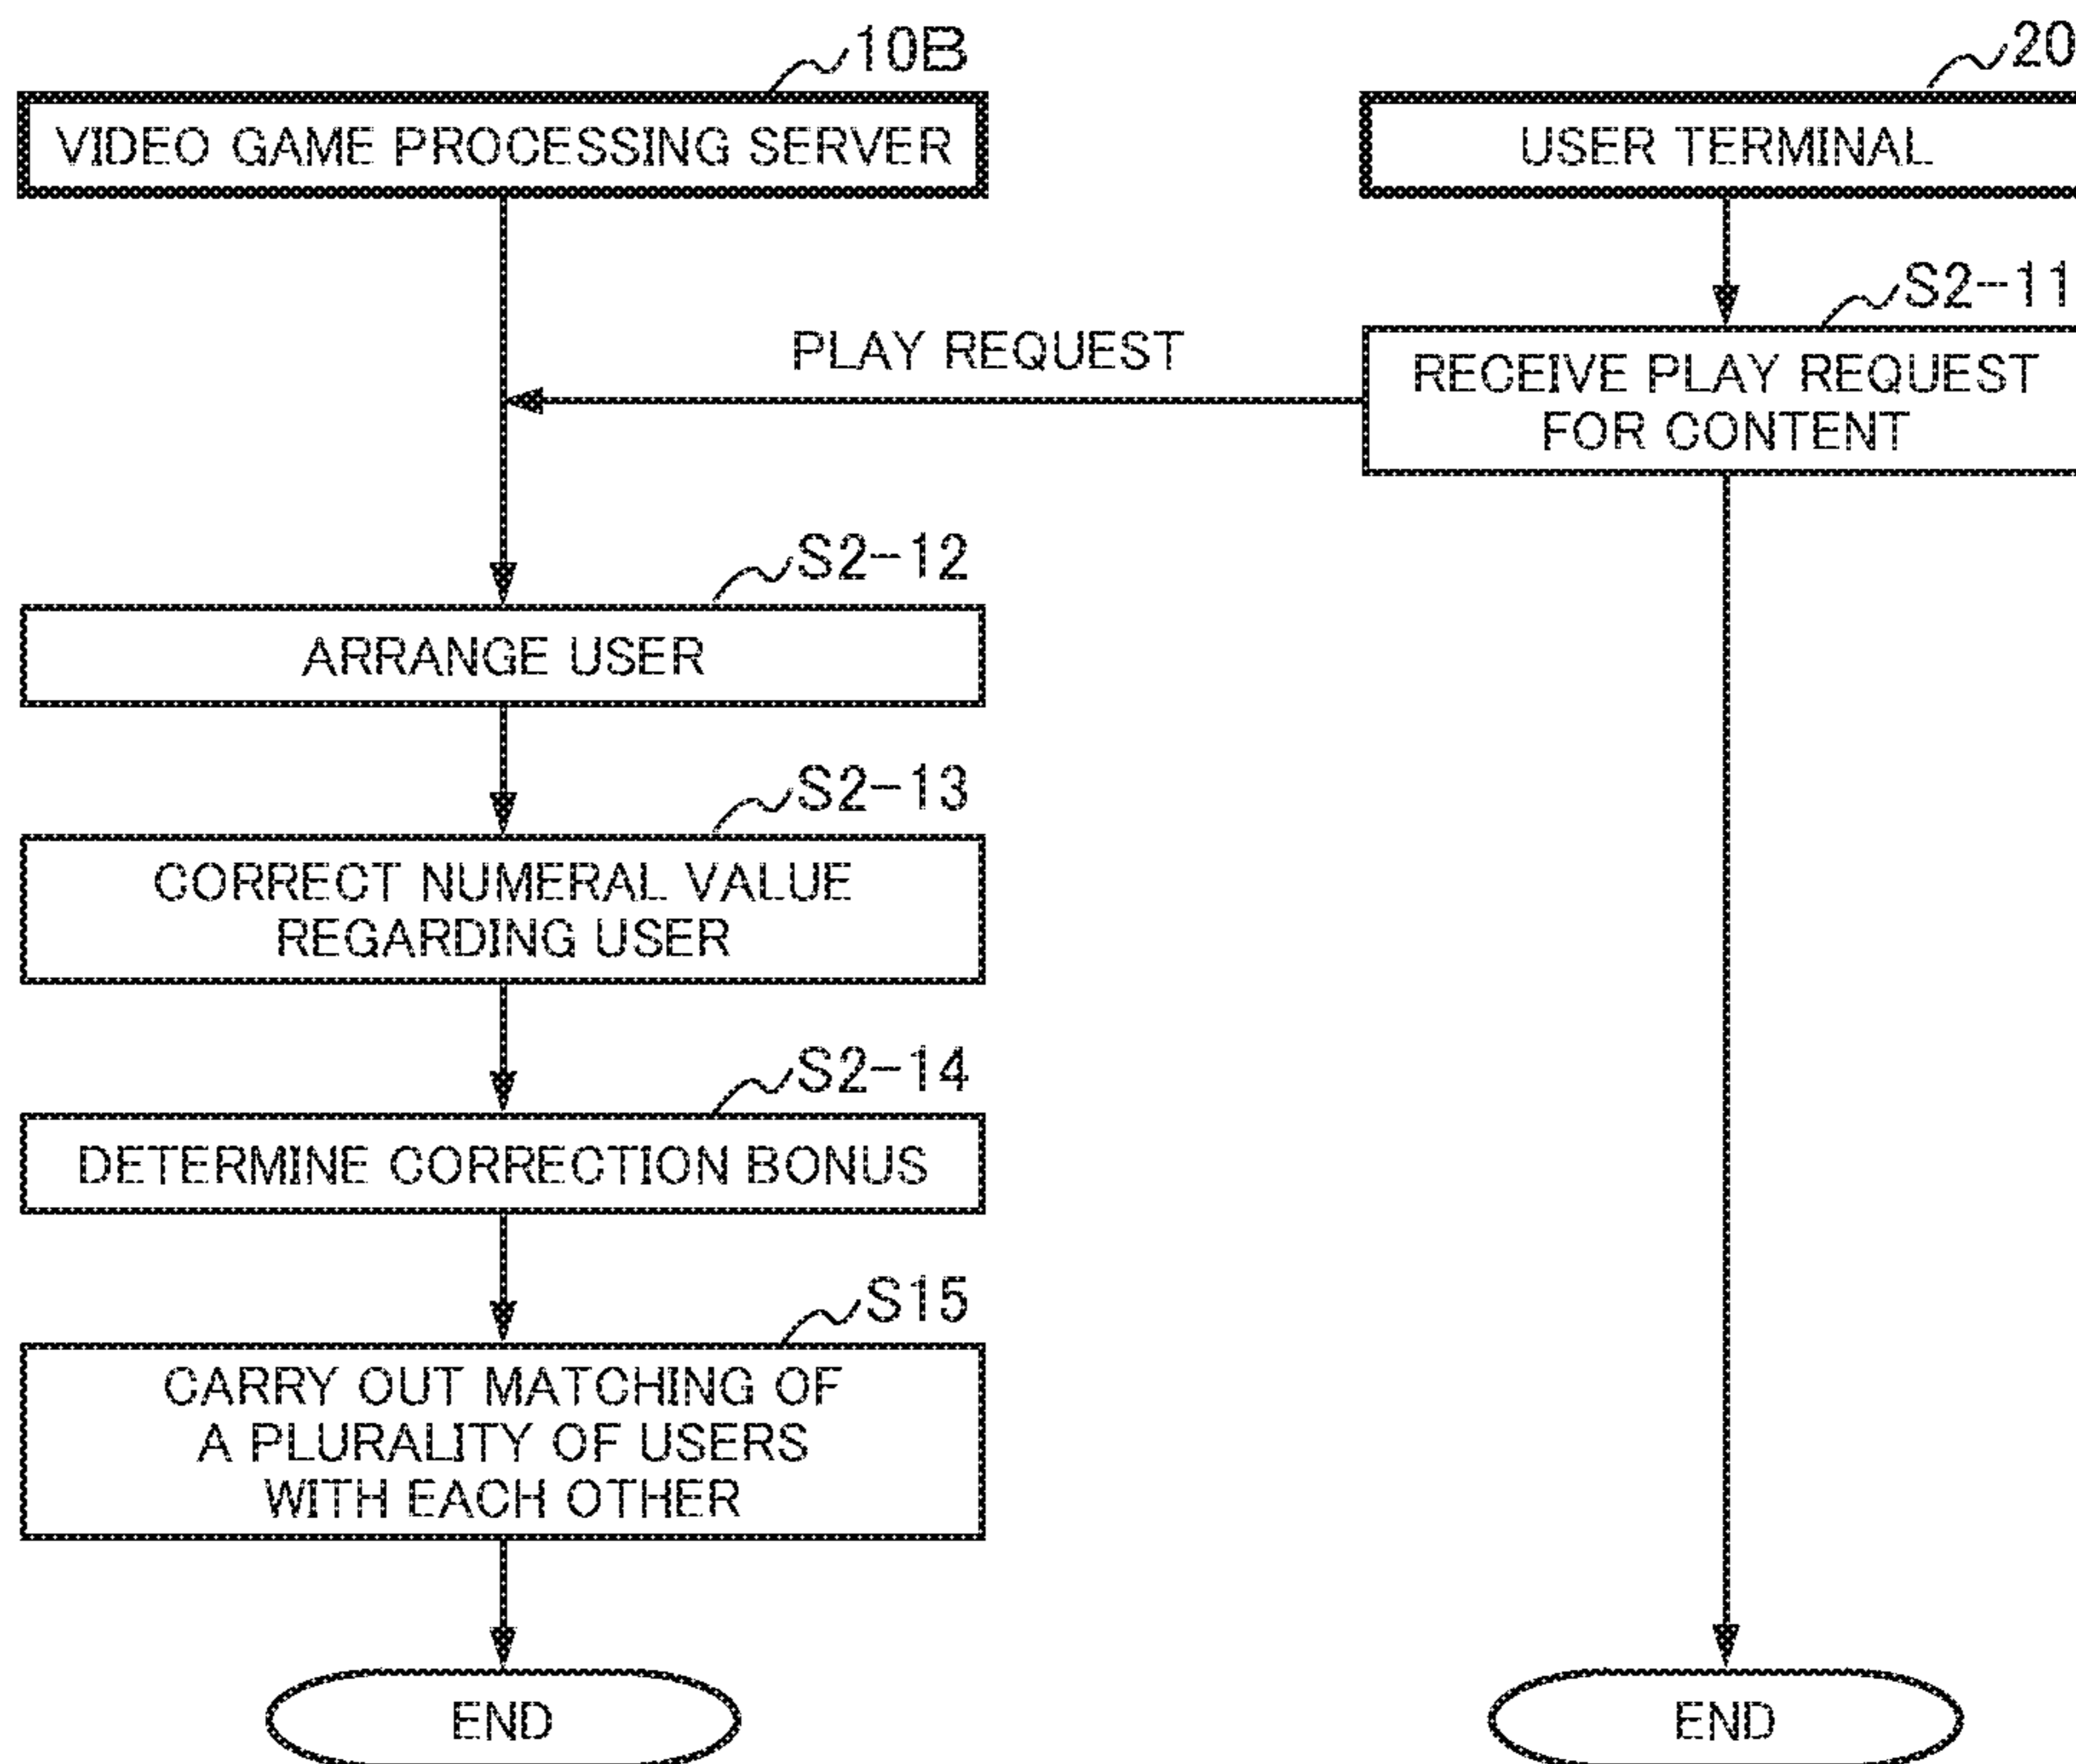 10B
20
VIDEO GAME PROCESSING SERVER
USER TERMINAL
S2-11
PLAY REQUEST
RECEIVE PLAY REQUEST
FOR CONTENT
S2-12
ARRANGE USER
S2-13
CORRECT NUMERAL VALUE
REGARDING USER
S2-14
DETERMINE CORRECTION BONUS
S15
CARRY OUT MATCHING OF
A PLURALITY OF USERS
WITH EACH OTHER
END
END